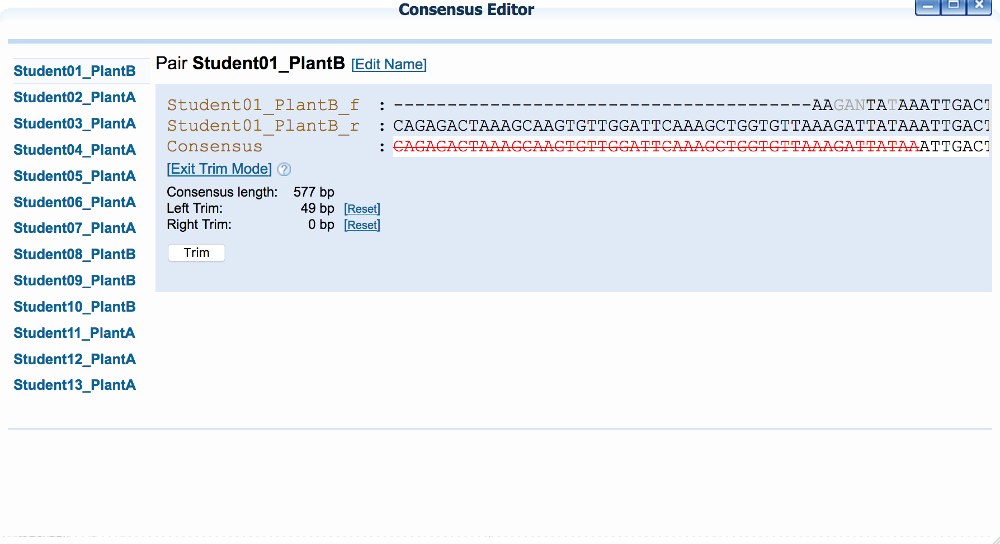 Consensus Editor
Pair Student01_PlantB [Edit Name]
Student01_PlantB
Student02_PlantA
Student03_PlantA
Student04_PlantA
Student05_PlantA
Student06_PlantA
Student07_PlantA
Student08_PlantB
Student09_PlantB
Student10_PlantB
Student11_PlantA
Student12_PlantA
Student13_PlantA
Student01_PlantB_f : ---------------------------------------AAGANTATAAATTGACT
Student01_PlantB_r : CAGAGACTAAAGCAAGTGTTGGATTCAAAGCTGGTGTTAAAGATTATAAATTGACT
Consensus : CAGAGACTAAAGCAAGTGTTGGATTCAAAGCTGGTGTTAAAGATTATAAATTGACT
[Exit Trim Mode] ?
Consensus length: 577 bp
Left Trim: 49 bp [Reset]
Right Trim: 0 bp [Reset]
Trim